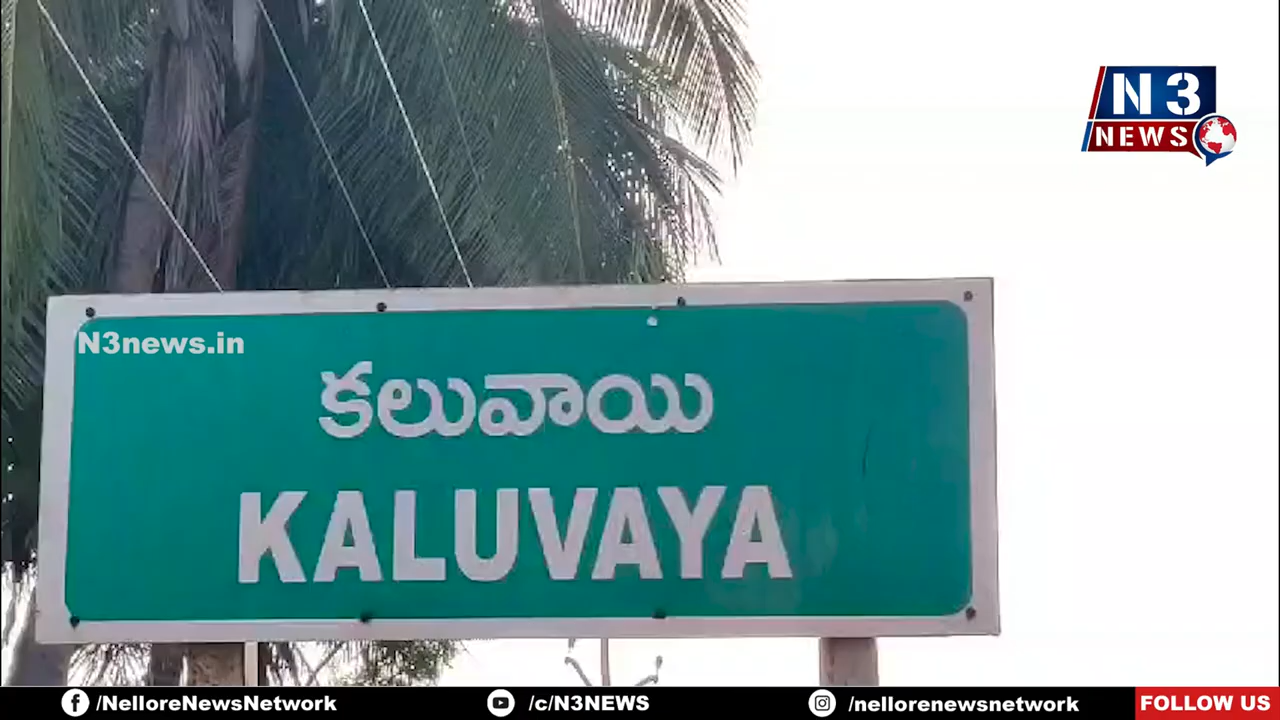 N3
NEWS
N3news.in
కలువాయి
KALUVAYA
/NelloreNewsNetwork
/c/N3NEWS
/nellorenewsnetwork
FOLLOW US